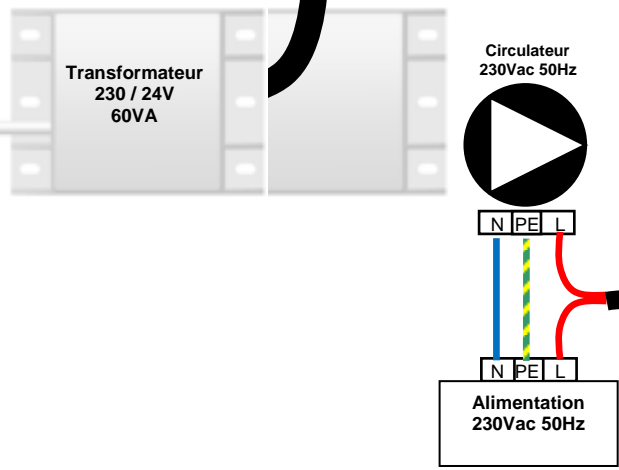 Transformateur
230 / 24V
60VA
Circulateur
230Vac 50Hz
N PE L
N PE L
Alimentation
230Vac 50Hz